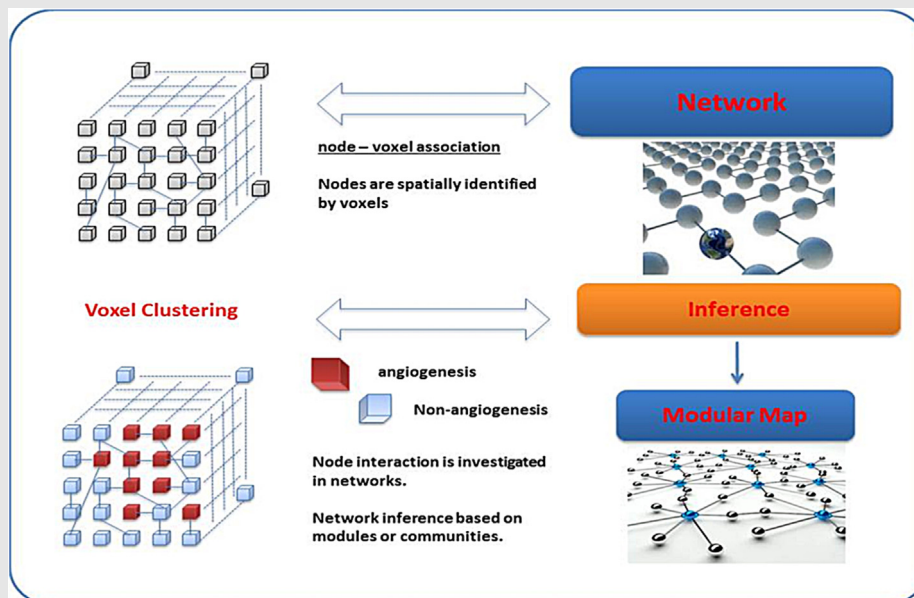 Network
node – voxel association
Nodes are spatially identified
by voxels
Voxel Clustering
Inference
angiogenesis
Non-angiogenesis
Modular Map
Node interaction is investigated
in networks.
Network inference based on
modules or communities.